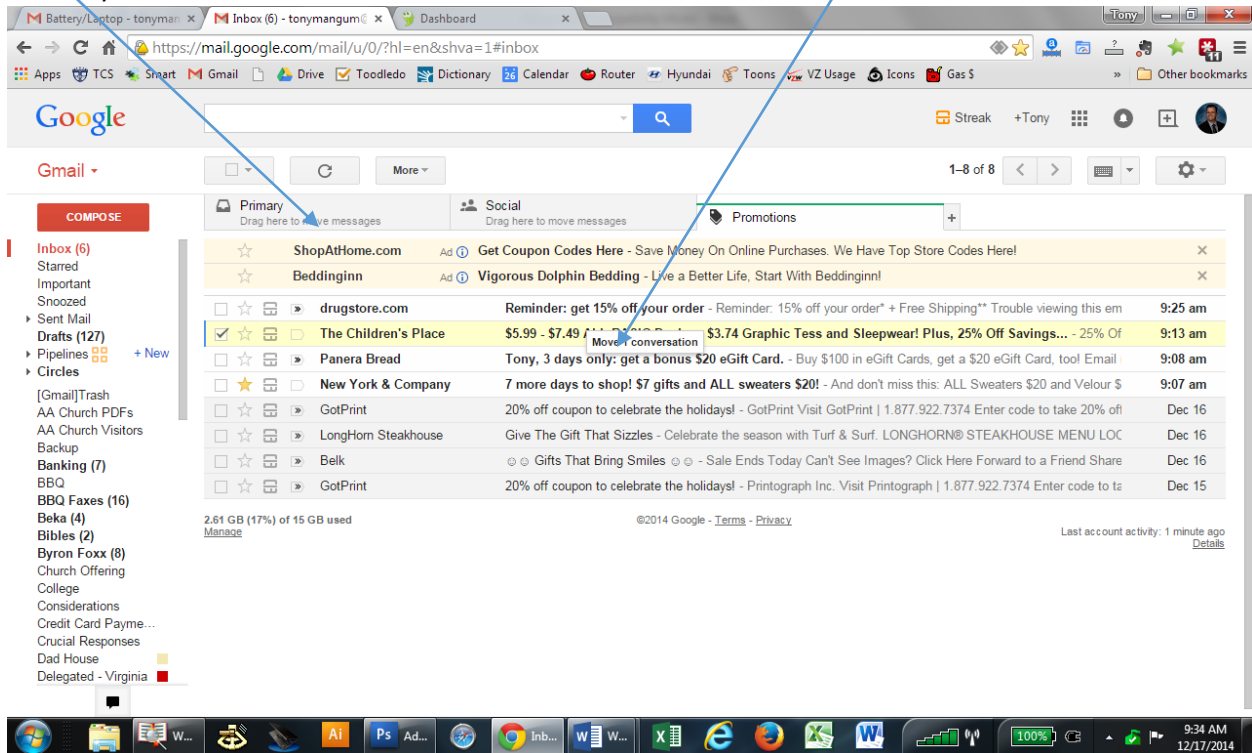 Battery/Laptop - tonyman
Inbox (6) - tonymangum@
Dashboard
Tony
https://mail.google.com/mail/u/0/?hl=en&shva=1#inbox
11
Apps TCS Smart Gmail Drive Toodledo Dictionary 26 Calendar Router Hyundai Toons VZ Usage Icons Gas $ » Other bookmarks
Google
Streak +Tony
Gmail
More
1–8 of 8
COMPOSE
Primary
Drag here to move messages
Social
Drag here to move messages
Promotions
+
Inbox (6)
Starred
Important
Snoozed
Sent Mail
Drafts (127)
Pipelines + New
Circles
[Gmail]Trash
AA Church PDFs
AA Church Visitors
Backup
Banking (7)
BBQ
BBQ Faxes (16)
Beka (4)
Bibles (2)
Byron Foxx (8)
Church Offering
College
Considerations
Credit Card Payme…
Crucial Responses
Dad House
Delegated - Virginia
ShopAtHome.com Ad Get Coupon Codes Here - Save Money On Online Purchases. We Have Top Store Codes Here!
Beddinginn Ad Vigorous Dolphin Bedding - Live a Better Life, Start With Beddinginn!
drugstore.com Reminder: get 15% off your order - Reminder: 15% off your order* + Free Shipping** Trouble viewing this em 9:25 am
The Children's Place $5.99 - $7.49 $3.74 Graphic Tess and Sleepwear! Plus, 25% Off Savings... - 25% Of 9:13 am
Move 1 conversation
Panera Bread Tony, 3 days only: get a bonus $20 eGift Card. - Buy $100 in eGift Cards, get a $20 eGift Card, too! Email 9:08 am
New York & Company 7 more days to shop! $7 gifts and ALL sweaters $20! - And don't miss this: ALL Sweaters $20 and Velour $ 9:07 am
GotPrint 20% off coupon to celebrate the holidays! - GotPrint Visit GotPrint | 1.877.922.7374 Enter code to take 20% off Dec 16
LongHorn Steakhouse Give The Gift That Sizzles - Celebrate the season with Turf & Surf. LONGHORN® STEAKHOUSE MENU LOC Dec 16
Belk ☺☺ Gifts That Bring Smiles ☺☺ - Sale Ends Today Can't See Images? Click Here Forward to a Friend Share Dec 16
GotPrint 20% off coupon to celebrate the holidays! - Printograph Inc. Visit Printograph | 1.877.922.7374 Enter code to ta Dec 15
2.61 GB (17%) of 15 GB used
Manage
©2014 Google - Terms - Privacy
Last account activity: 1 minute ago
Details
W...
Ai
Ps Ad...
Inb...
W W...
100%
9:34 AM
12/17/2014